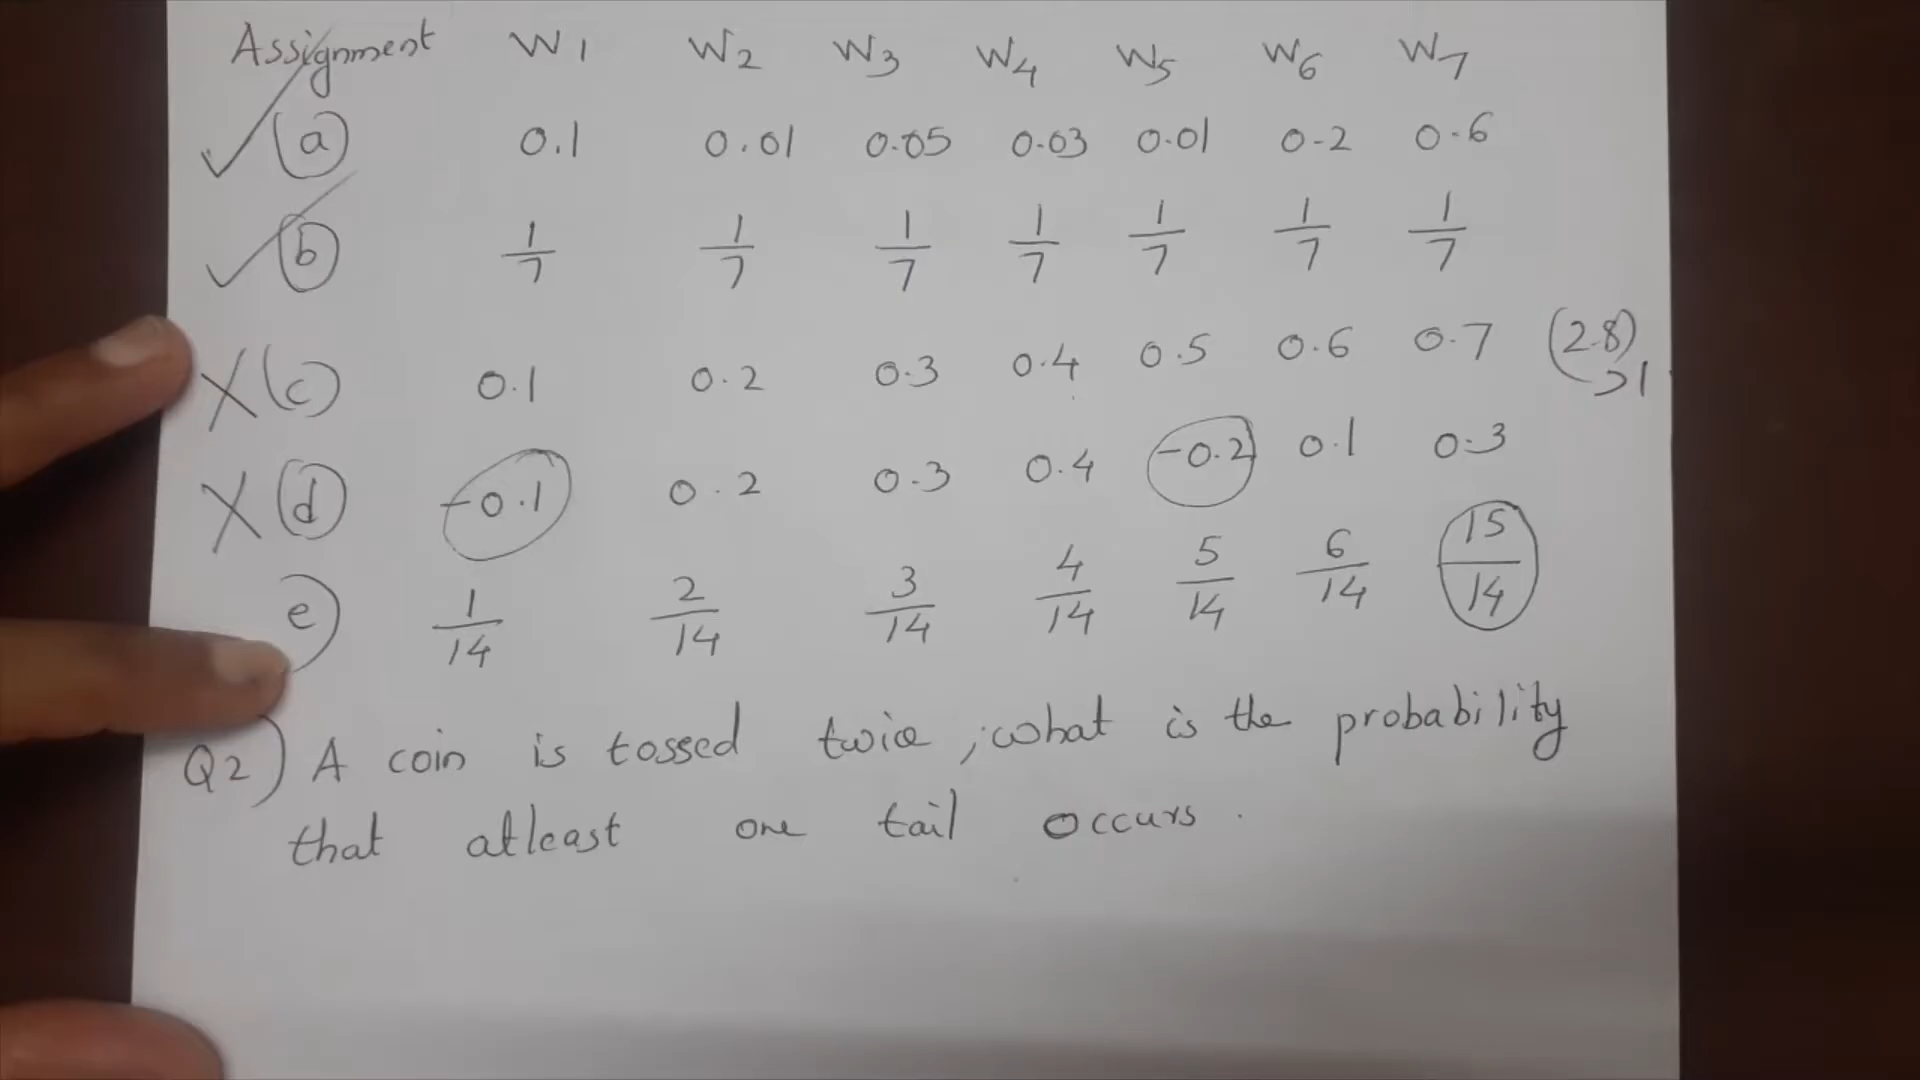 Assignment W1 W2 W3 W4 W5 W6 W7
✓ (a) 0.1 0.01 0.05 0.03 0.01 0.2 0.6
✓ (b) 1/7 1/7 1/7 1/7 1/7 1/7 1/7
X (c) 0.1 0.2 0.3 0.4 0.5 0.6 0.7 (2.8) >1
X (d) -0.1 0.2 0.3 0.4 -0.2 0.1 0.3
e) 1/14 2/14 3/14 4/14 5/14 6/14 15/14
Q2) A coin is tossed twice, what is the probability
that atleast one tail occurs.